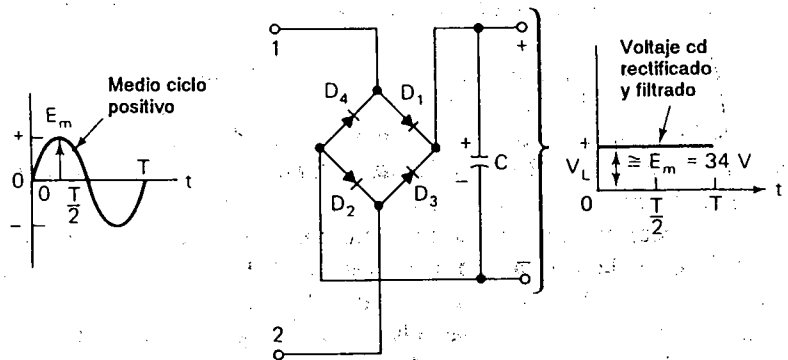 Medio ciclo
positivo
E_m
+
0
−
0
T/2
T
t
1
2
D₄
D₁
D₂
D₃
+
−
C
+
−
Voltaje cd
rectificado
y filtrado
+
V_L
≅ E_m = 34 V
0
T/2
T
t